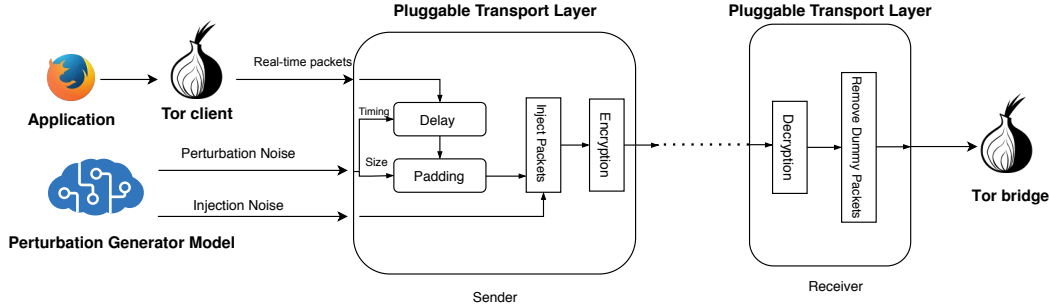 Pluggable Transport Layer
Pluggable Transport Layer
Real-time packets
Application
Tor client
Timing
Delay
Size
Padding
Inject Packets
Encryption
Decryption
Remove Dummy Packets
Tor bridge
Perturbation Noise
Injection Noise
Perturbation Generator Model
Sender
Receiver